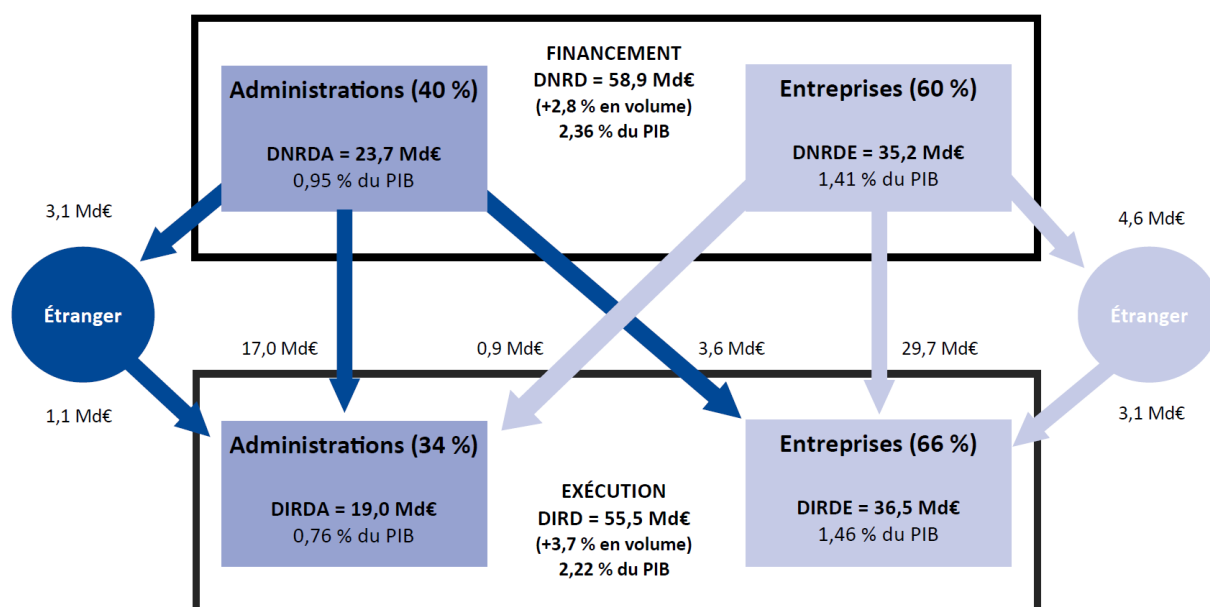 FINANCEMENT
DNRD = 58,9 Md€
(+2,8 % en volume)
2,36 % du PIB
Administrations (40 %)
DNRDA = 23,7 Md€
0,95 % du PIB
Entreprises (60 %)
DNRDE = 35,2 Md€
1,41 % du PIB
3,1 Md€
4,6 Md€
Étranger
Étranger
17,0 Md€
0,9 Md€
3,6 Md€
29,7 Md€
1,1 Md€
3,1 Md€
Administrations (34 %)
DIRDA = 19,0 Md€
0,76 % du PIB
EXÉCUTION
DIRD = 55,5 Md€
(+3,7 % en volume)
2,22 % du PIB
Entreprises (66 %)
DIRDE = 36,5 Md€
1,46 % du PIB